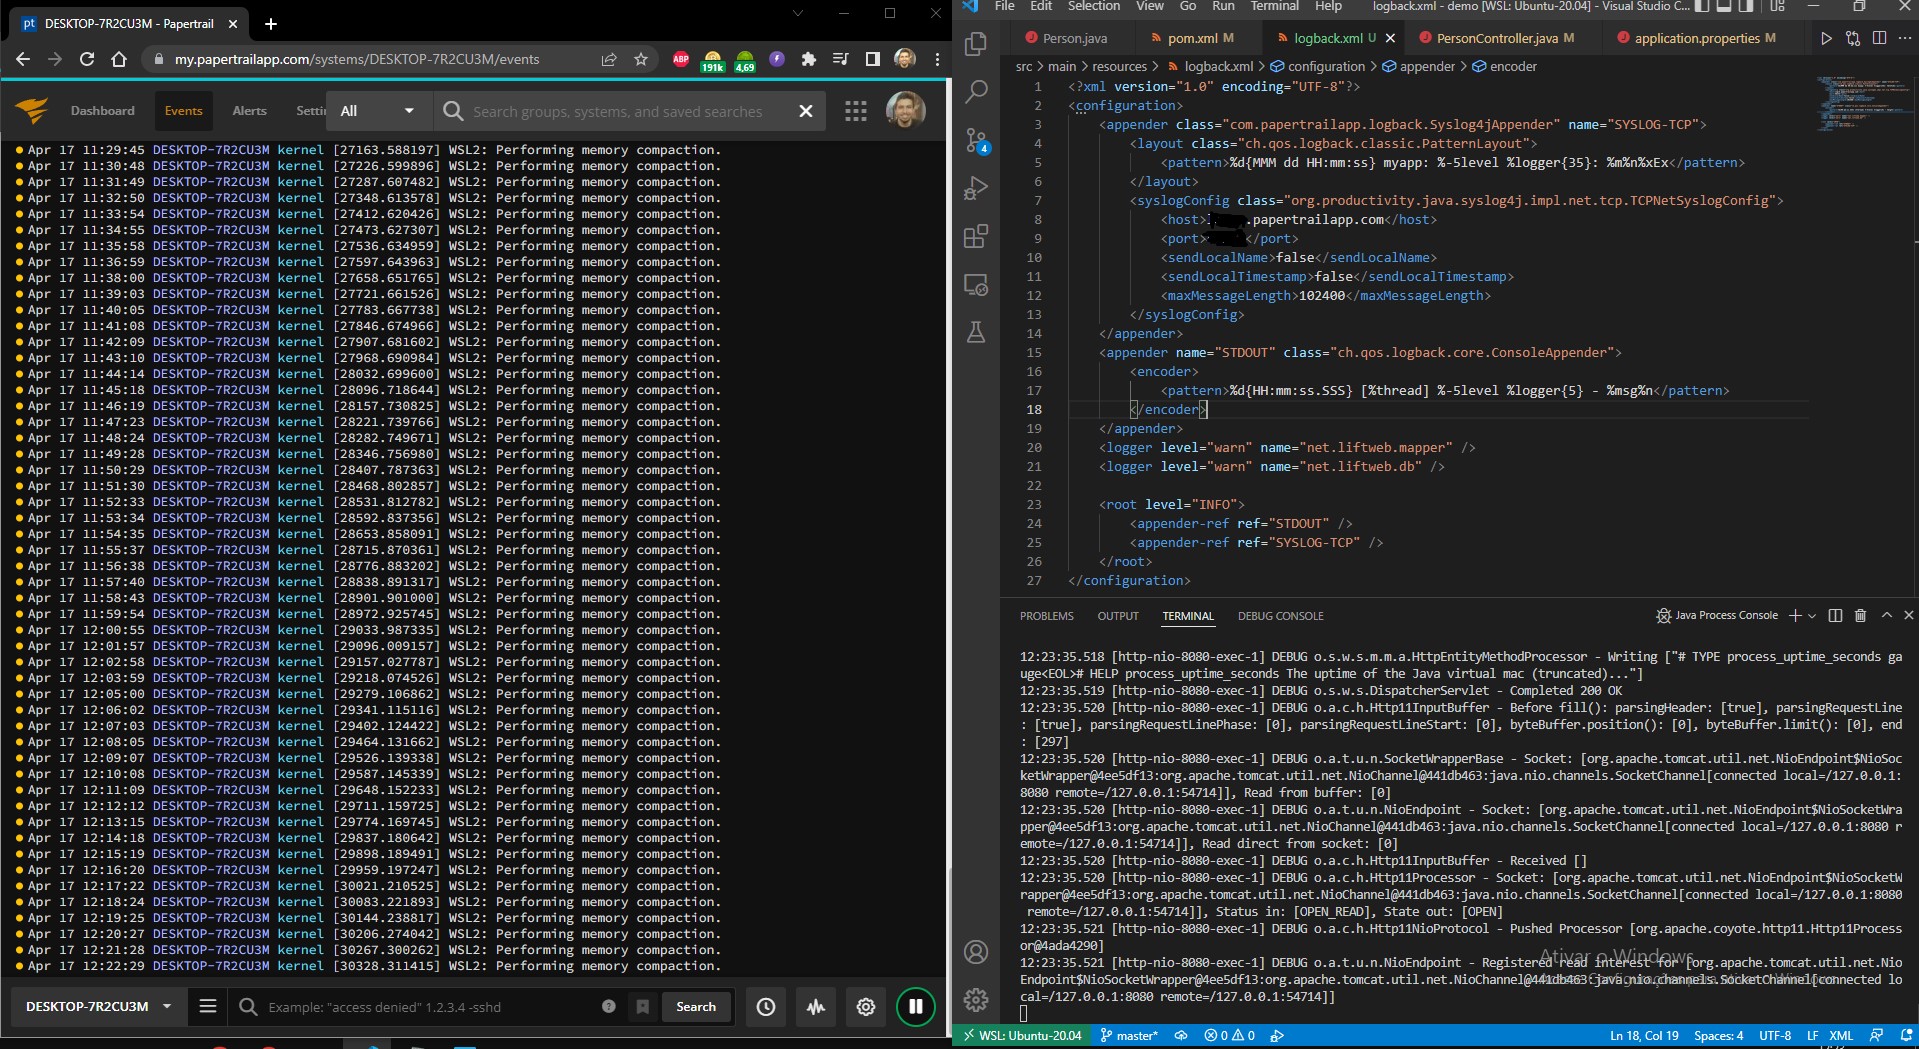 DESKTOP-7R2CU3M - Papertrail
my.papertrailapp.com/systems/DESKTOP-7R2CU3M/events
ABP
191k
4,69
Dashboard
Events
Alerts
Setti
All
Search groups, systems, and saved searches
Apr 17 11:29:45 DESKTOP-7R2CU3M kernel [27163.588197] WSL2: Performing memory compaction.
Apr 17 11:30:48 DESKTOP-7R2CU3M kernel [27226.599896] WSL2: Performing memory compaction.
Apr 17 11:31:49 DESKTOP-7R2CU3M kernel [27287.607482] WSL2: Performing memory compaction.
Apr 17 11:32:50 DESKTOP-7R2CU3M kernel [27348.613578] WSL2: Performing memory compaction.
Apr 17 11:33:54 DESKTOP-7R2CU3M kernel [27412.620426] WSL2: Performing memory compaction.
Apr 17 11:34:55 DESKTOP-7R2CU3M kernel [27473.627307] WSL2: Performing memory compaction.
Apr 17 11:35:58 DESKTOP-7R2CU3M kernel [27536.634959] WSL2: Performing memory compaction.
Apr 17 11:36:59 DESKTOP-7R2CU3M kernel [27597.643963] WSL2: Performing memory compaction.
Apr 17 11:38:00 DESKTOP-7R2CU3M kernel [27658.651765] WSL2: Performing memory compaction.
Apr 17 11:39:03 DESKTOP-7R2CU3M kernel [27721.661526] WSL2: Performing memory compaction.
Apr 17 11:40:05 DESKTOP-7R2CU3M kernel [27783.667738] WSL2: Performing memory compaction.
Apr 17 11:41:08 DESKTOP-7R2CU3M kernel [27846.674966] WSL2: Performing memory compaction.
Apr 17 11:42:09 DESKTOP-7R2CU3M kernel [27907.681602] WSL2: Performing memory compaction.
Apr 17 11:43:10 DESKTOP-7R2CU3M kernel [27968.690984] WSL2: Performing memory compaction.
Apr 17 11:44:14 DESKTOP-7R2CU3M kernel [28032.699600] WSL2: Performing memory compaction.
Apr 17 11:45:18 DESKTOP-7R2CU3M kernel [28096.718644] WSL2: Performing memory compaction.
Apr 17 11:46:19 DESKTOP-7R2CU3M kernel [28157.730825] WSL2: Performing memory compaction.
Apr 17 11:47:23 DESKTOP-7R2CU3M kernel [28221.739766] WSL2: Performing memory compaction.
Apr 17 11:48:24 DESKTOP-7R2CU3M kernel [28282.749671] WSL2: Performing memory compaction.
Apr 17 11:49:28 DESKTOP-7R2CU3M kernel [28346.756980] WSL2: Performing memory compaction.
Apr 17 11:50:29 DESKTOP-7R2CU3M kernel [28407.787363] WSL2: Performing memory compaction.
Apr 17 11:51:30 DESKTOP-7R2CU3M kernel [28468.802857] WSL2: Performing memory compaction.
Apr 17 11:52:33 DESKTOP-7R2CU3M kernel [28531.812782] WSL2: Performing memory compaction.
Apr 17 11:53:34 DESKTOP-7R2CU3M kernel [28592.837356] WSL2: Performing memory compaction.
Apr 17 11:54:35 DESKTOP-7R2CU3M kernel [28653.858091] WSL2: Performing memory compaction.
Apr 17 11:55:37 DESKTOP-7R2CU3M kernel [28715.870361] WSL2: Performing memory compaction.
Apr 17 11:56:38 DESKTOP-7R2CU3M kernel [28776.883202] WSL2: Performing memory compaction.
Apr 17 11:57:40 DESKTOP-7R2CU3M kernel [28838.891317] WSL2: Performing memory compaction.
Apr 17 11:58:43 DESKTOP-7R2CU3M kernel [28901.901000] WSL2: Performing memory compaction.
Apr 17 11:59:54 DESKTOP-7R2CU3M kernel [28972.925745] WSL2: Performing memory compaction.
Apr 17 12:00:55 DESKTOP-7R2CU3M kernel [29033.987335] WSL2: Performing memory compaction.
Apr 17 12:01:57 DESKTOP-7R2CU3M kernel [29096.009157] WSL2: Performing memory compaction.
Apr 17 12:02:58 DESKTOP-7R2CU3M kernel [29157.027787] WSL2: Performing memory compaction.
Apr 17 12:03:59 DESKTOP-7R2CU3M kernel [29218.074526] WSL2: Performing memory compaction.
Apr 17 12:05:00 DESKTOP-7R2CU3M kernel [29279.106862] WSL2: Performing memory compaction.
Apr 17 12:06:02 DESKTOP-7R2CU3M kernel [29341.115116] WSL2: Performing memory compaction.
Apr 17 12:07:03 DESKTOP-7R2CU3M kernel [29402.124422] WSL2: Performing memory compaction.
Apr 17 12:08:05 DESKTOP-7R2CU3M kernel [29464.131662] WSL2: Performing memory compaction.
Apr 17 12:09:07 DESKTOP-7R2CU3M kernel [29526.139338] WSL2: Performing memory compaction.
Apr 17 12:10:08 DESKTOP-7R2CU3M kernel [29587.145339] WSL2: Performing memory compaction.
Apr 17 12:11:09 DESKTOP-7R2CU3M kernel [29648.152233] WSL2: Performing memory compaction.
Apr 17 12:12:12 DESKTOP-7R2CU3M kernel [29711.159725] WSL2: Performing memory compaction.
Apr 17 12:13:15 DESKTOP-7R2CU3M kernel [29774.169745] WSL2: Performing memory compaction.
Apr 17 12:14:18 DESKTOP-7R2CU3M kernel [29837.180642] WSL2: Performing memory compaction.
Apr 17 12:15:19 DESKTOP-7R2CU3M kernel [29898.189491] WSL2: Performing memory compaction.
Apr 17 12:16:20 DESKTOP-7R2CU3M kernel [29959.197247] WSL2: Performing memory compaction.
Apr 17 12:17:22 DESKTOP-7R2CU3M kernel [30021.210525] WSL2: Performing memory compaction.
Apr 17 12:18:24 DESKTOP-7R2CU3M kernel [30083.221893] WSL2: Performing memory compaction.
Apr 17 12:19:25 DESKTOP-7R2CU3M kernel [30144.238817] WSL2: Performing memory compaction.
Apr 17 12:20:27 DESKTOP-7R2CU3M kernel [30206.274042] WSL2: Performing memory compaction.
Apr 17 12:21:28 DESKTOP-7R2CU3M kernel [30267.300262] WSL2: Performing memory compaction.
Apr 17 12:22:29 DESKTOP-7R2CU3M kernel [30328.311415] WSL2: Performing memory compaction.
DESKTOP-7R2CU3M
Example: "access denied" 1.2.3.4 -sshd
Search
File Edit Selection View Go Run Terminal Help logback.xml - demo [WSL: Ubuntu-20.04] - Visual Studio C...
Person.java pom.xml M logback.xml U PersonController.java M application.properties M
src > main > resources > logback.xml > configuration > appender > encoder
1 <?xml version="1.0" encoding="UTF-8"?>
2 <configuration>
3 <appender class="com.papertrailapp.logback.Syslog4jAppender" name="SYSLOG-TCP">
4 <layout class="ch.qos.logback.classic.PatternLayout">
5 <pattern>%d{MMM dd HH:mm:ss} myapp: %-5level %logger{35}: %m%n%xEx</pattern>
6 </layout>
7 <syslogConfig class="org.productivity.java.syslog4j.impl.net.tcp.TCPNetSyslogConfig">
8 <host> .papertrailapp.com</host>
9 <port> </port>
10 <sendLocalName>false</sendLocalName>
11 <sendLocalTimestamp>false</sendLocalTimestamp>
12 <maxMessageLength>102400</maxMessageLength>
13 </syslogConfig>
14 </appender>
15 <appender name="STDOUT" class="ch.qos.logback.core.ConsoleAppender">
16 <encoder>
17 <pattern>%d{HH:mm:ss.SSS} [%thread] %-5level %logger{5} - %msg%n</pattern>
18 </encoder>
19 </appender>
20 <logger level="warn" name="net.liftweb.mapper" />
21 <logger level="warn" name="net.liftweb.db" />
22
23 <root level="INFO">
24 <appender-ref ref="STDOUT" />
25 <appender-ref ref="SYSLOG-TCP" />
26 </root>
27 </configuration>
4
PROBLEMS OUTPUT TERMINAL DEBUG CONSOLE Java Process Console
12:23:35.518 [http-nio-8080-exec-1] DEBUG o.s.w.s.m.m.a.HttpEntityMethodProcessor - Writing ["# TYPE process_uptime_seconds ga
uge<EOL># HELP process_uptime_seconds The uptime of the Java virtual mac (truncated)..."]
12:23:35.519 [http-nio-8080-exec-1] DEBUG o.s.w.s.DispatcherServlet - Completed 200 OK
12:23:35.520 [http-nio-8080-exec-1] DEBUG o.a.c.h.Http11InputBuffer - Before fill(): parsingHeader: [true], parsingRequestLine
: [true], parsingRequestLinePhase: [0], parsingRequestLineStart: [0], byteBuffer.position(): [0], byteBuffer.limit(): [0], end
: [297]
12:23:35.520 [http-nio-8080-exec-1] DEBUG o.a.t.u.n.SocketWrapperBase - Socket: [org.apache.tomcat.util.net.NioEndpoint$NioSoc
ketWrapper@4ee5df13:org.apache.tomcat.util.net.NioChannel@441db463:java.nio.channels.SocketChannel[connected local=/127.0.0.1:
8080 remote=/127.0.0.1:54714]], Read from buffer: [0]
12:23:35.520 [http-nio-8080-exec-1] DEBUG o.a.t.u.n.NioEndpoint - Socket: [org.apache.tomcat.util.net.NioEndpoint$NioSocketWra
pper@4ee5df13:org.apache.tomcat.util.net.NioChannel@441db463:java.nio.channels.SocketChannel[connected local=/127.0.0.1:8080 r
emote=/127.0.0.1:54714]], Read direct from socket: [0]
12:23:35.520 [http-nio-8080-exec-1] DEBUG o.a.c.h.Http11InputBuffer - Received []
12:23:35.520 [http-nio-8080-exec-1] DEBUG o.a.c.h.Http11Processor - Socket: [org.apache.tomcat.util.net.NioEndpoint$NioSocketW
rapper@4ee5df13:org.apache.tomcat.util.net.NioChannel@441db463:java.nio.channels.SocketChannel[connected local=/127.0.0.1:8080
remote=/127.0.0.1:54714]], Status in: [OPEN_READ], State out: [OPEN]
12:23:35.521 [http-nio-8080-exec-1] DEBUG o.a.c.h.Http11NioProtocol - Pushed Processor [org.apache.coyote.http11.Http11Process
or@4ada4290]
12:23:35.521 [http-nio-8080-exec-1] DEBUG o.a.t.u.n.NioEndpoint - Registered read interest for [org.apache.tomcat.util.net.Nio
Endpoint$NioSocketWrapper@4ee5df13:org.apache.tomcat.util.net.NioChannel@441db463:java.nio.channels.SocketChannel[connected lo
cal=/127.0.0.1:8080 remote=/127.0.0.1:54714]]
Ativar o Windows
WSL: Ubuntu-20.04 master* 0 0 Ln 18, Col 19 Spaces: 4 UTF-8 LF XML